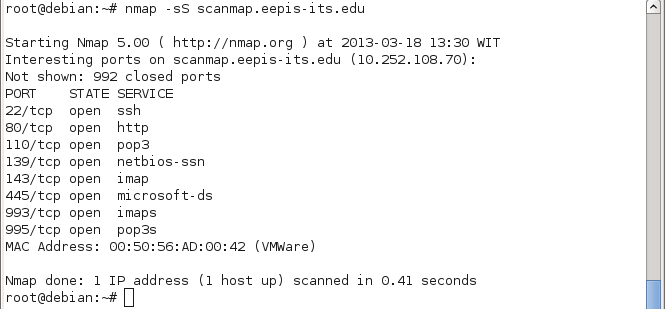 root@debian:~# nmap -sS scanmap.eepis-its.edu
Starting Nmap 5.00 ( http://nmap.org ) at 2013-03-18 13:30 WIT
Interesting ports on scanmap.eepis-its.edu (10.252.108.70):
Not shown: 992 closed ports
PORT    STATE SERVICE
22/tcp  open  ssh
80/tcp  open  http
110/tcp open  pop3
139/tcp open  netbios-ssn
143/tcp open  imap
445/tcp open  microsoft-ds
993/tcp open  imaps
995/tcp open  pop3s
MAC Address: 00:50:56:AD:00:42 (VMWare)
Nmap done: 1 IP address (1 host up) scanned in 0.41 seconds
root@debian:~#